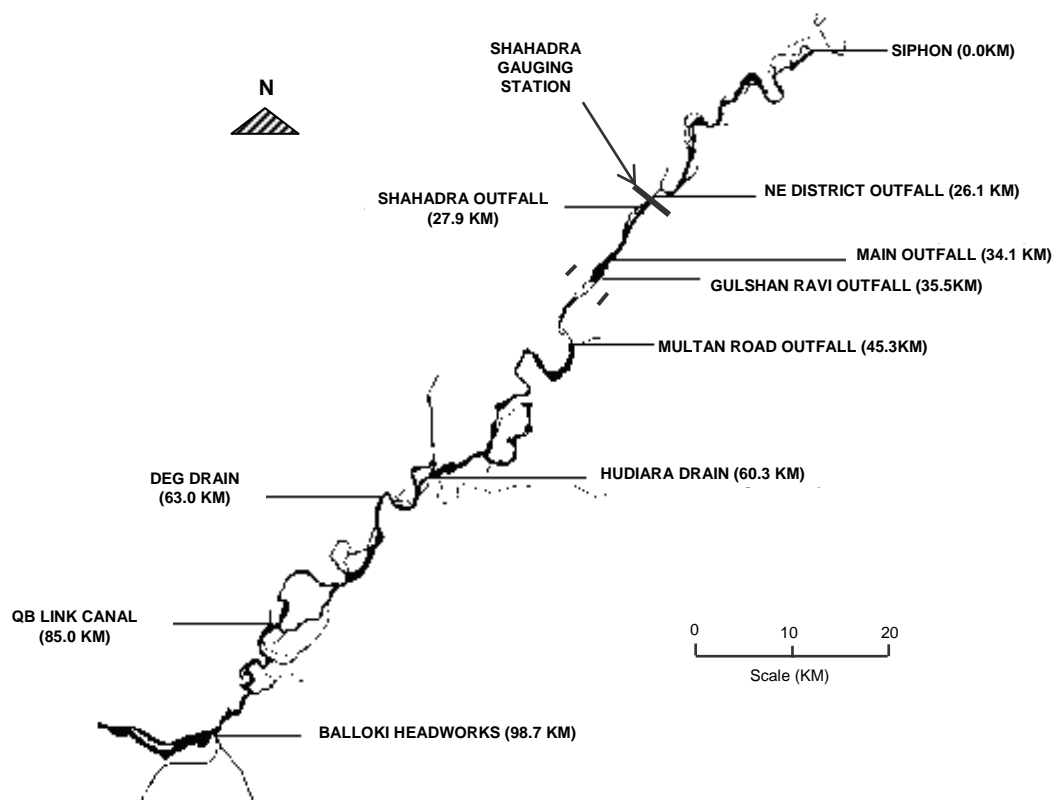 SHAHADRA
GAUGING
STATION
SIPHON (0.0KM)
N
NE DISTRICT OUTFALL (26.1 KM)
SHAHADRA OUTFALL
(27.9 KM)
MAIN OUTFALL (34.1 KM)
GULSHAN RAVI OUTFALL (35.5KM)
MULTAN ROAD OUTFALL (45.3KM)
DEG DRAIN
(63.0 KM)
HUDIARA DRAIN (60.3 KM)
QB LINK CANAL
(85.0 KM)
0 10 20
Scale (KM)
BALLOKI HEADWORKS (98.7 KM)